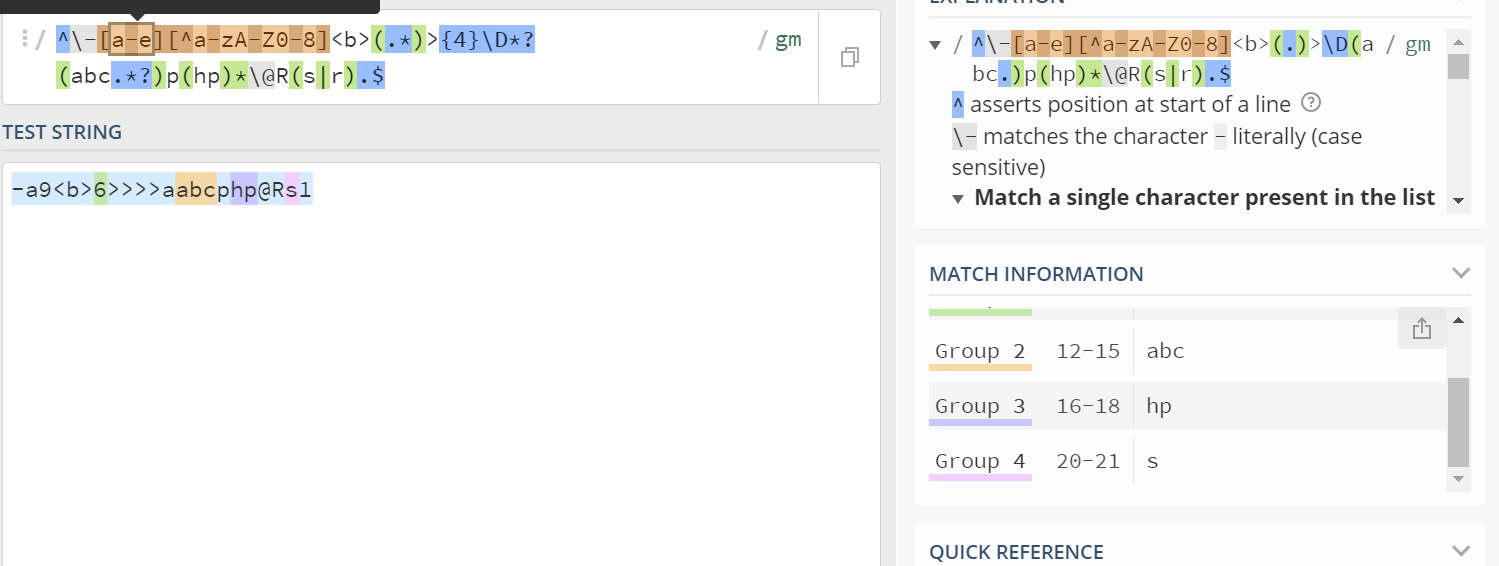 / ^\-[a-e][^a-zA-Z0-8]<b>(.*)>{4}\D*?
(abc.*?)p(hp)*\@R(s|r).$
/ gm
TEST STRING
-a9<b>6>>>>aabcphp@Rs1
/ ^\-[a-e][^a-zA-Z0-8]<b>(.)>\D(a / gm
bc.)p(hp)*\@R(s|r).$
^ asserts position at start of a line ?
\- matches the character - literally (case
sensitive)
Match a single character present in the list
MATCH INFORMATION
Group 2 12-15 abc
Group 3 16-18 hp
Group 4 20-21 s
QUICK REFERENCE